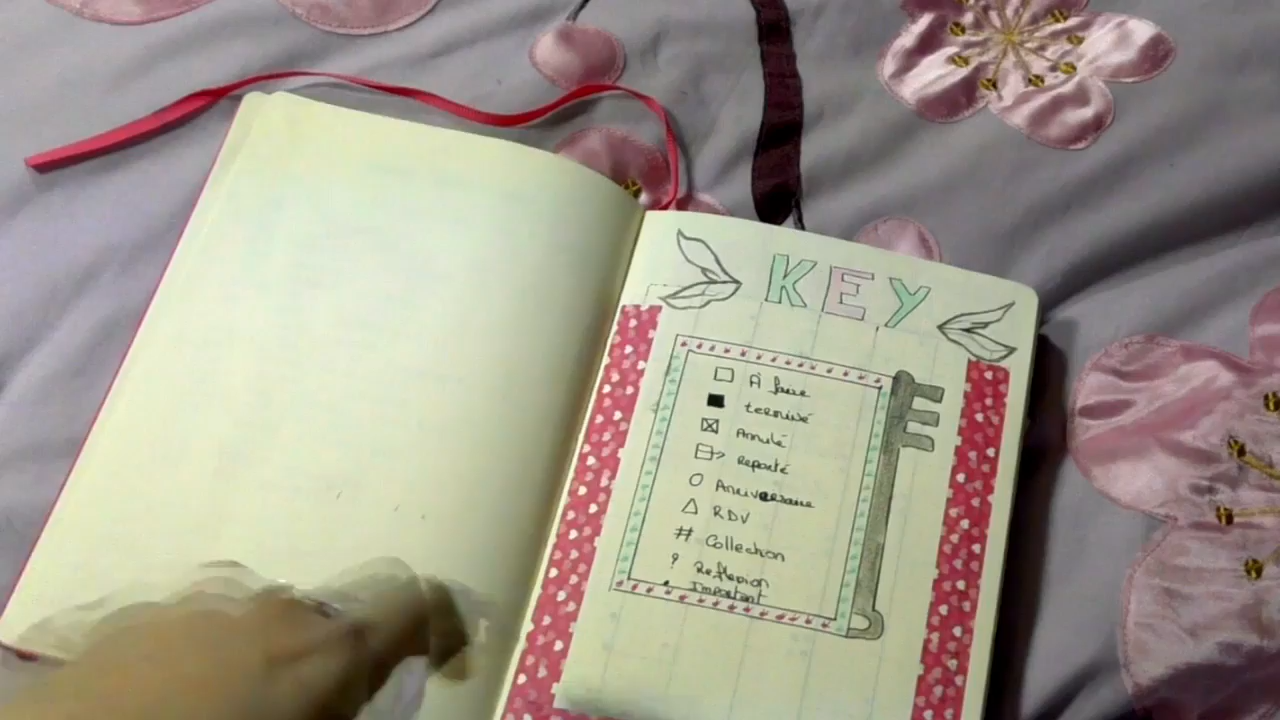 KEY
À faire
terminé
Annulé
Reporté
Anniversaire
RDV
# Collection
? Reflexion
Important